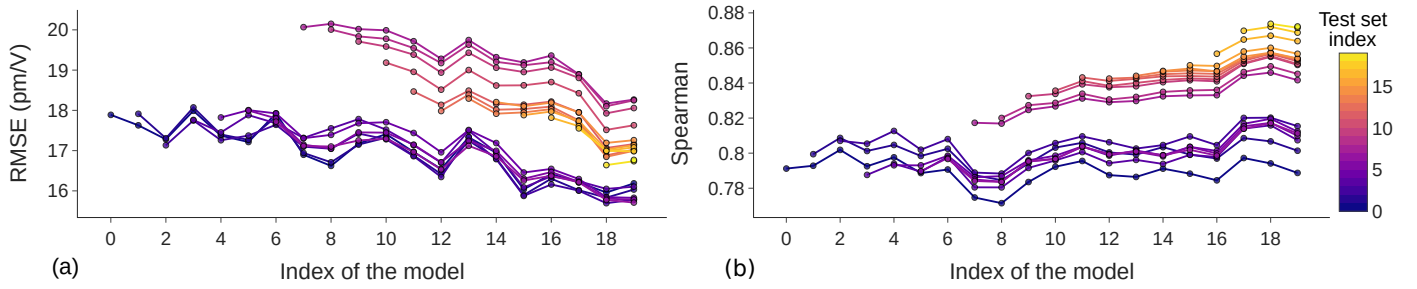 20
19
18
17
16
RMSE (pm/V)
0 2 4 6 8 10 12 14 16 18
(a)
Index of the model
0.88
0.86
0.84
0.82
0.8
0.78
Spearman
0 2 4 6 8 10 12 14 16 18
(b)
Index of the model
Test set
index
15
10
5
0